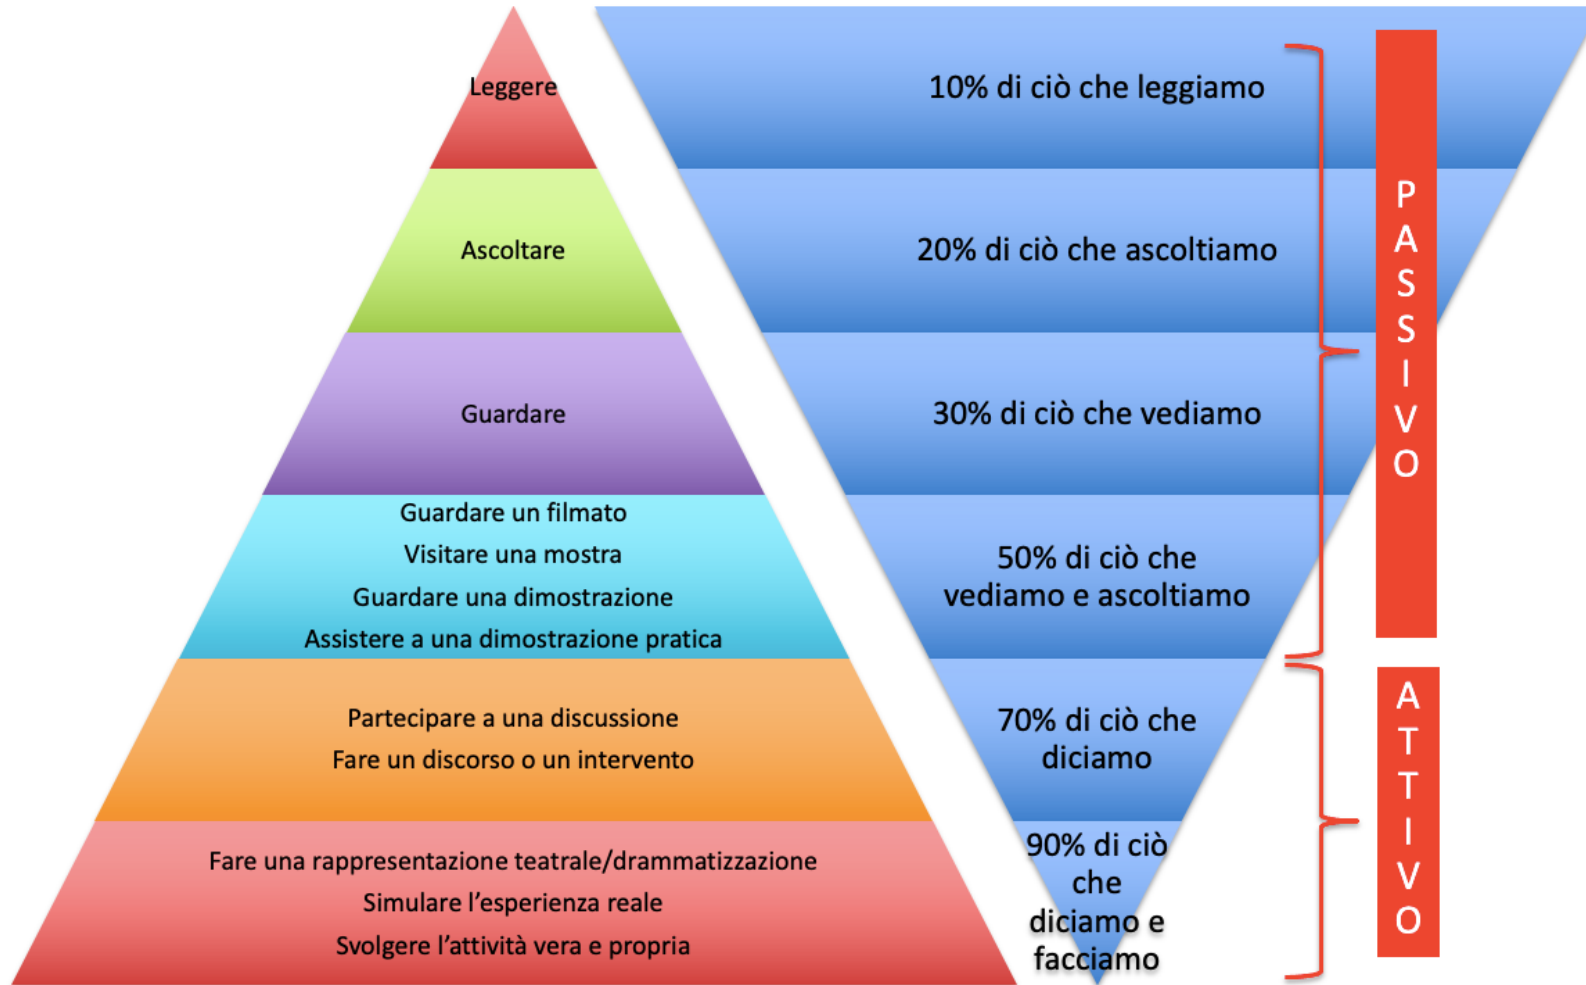 Leggere
10% di ciò che leggiamo
Ascoltare
20% di ciò che ascoltiamo
Guardare
30% di ciò che vediamo
Guardare un filmato
Visitare una mostra
Guardare una dimostrazione
Assistere a una dimostrazione pratica
50% di ciò che
vediamo e ascoltiamo
PASSIVO
Partecipare a una discussione
Fare un discorso o un intervento
70% di ciò che
diciamo
Fare una rappresentazione teatrale/drammatizzazione
Simulare l’esperienza reale
Svolgere l’attività vera e propria
90% di ciò
che
diciamo e
facciamo
ATTIVO